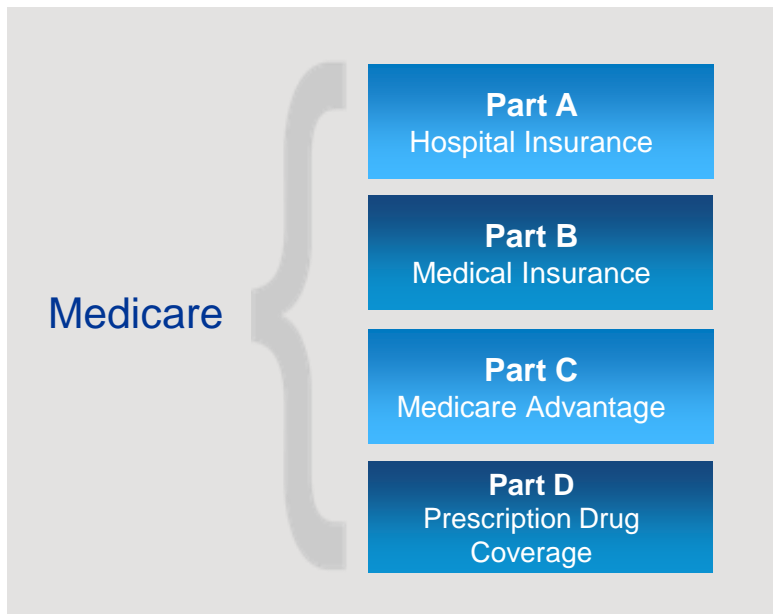 Medicare
Part A
Hospital Insurance
Part B
Medical Insurance
Part C
Medicare Advantage
Part D
Prescription Drug
Coverage